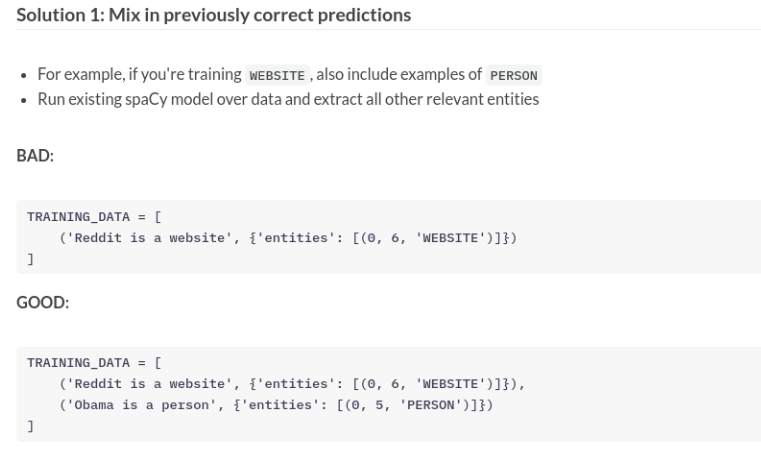 Solution 1: Mix in previously correct predictions
• For example, if you're training WEBSITE, also include examples of PERSON
• Run existing spaCy model over data and extract all other relevant entities
BAD:
TRAINING_DATA = [
    ('Reddit is a website', {'entities': [(0, 6, 'WEBSITE')]})
]
GOOD:
TRAINING_DATA = [
    ('Reddit is a website', {'entities': [(0, 6, 'WEBSITE')]}),
    ('Obama is a person', {'entities': [(0, 5, 'PERSON')]})
]